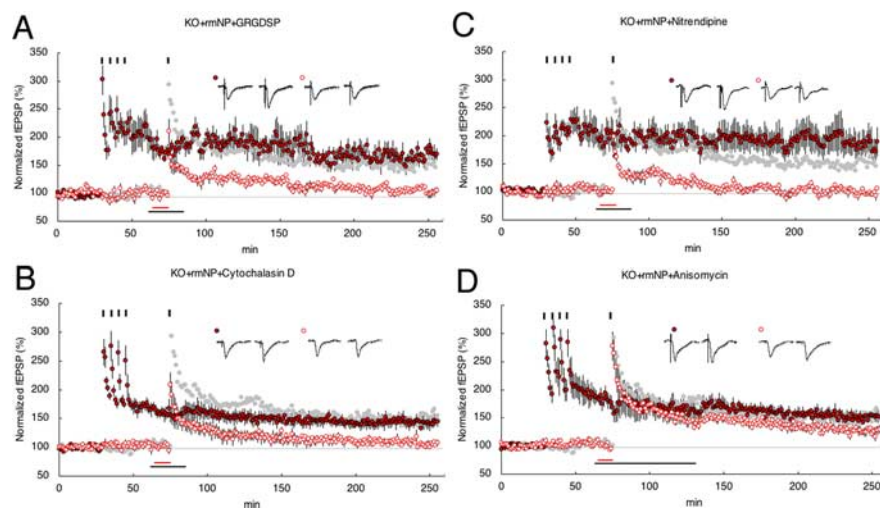 A
KO+rmNP+GRGDSP
Normalized fEPSP (%)
350
300
250
200
150
100
50
0 50 100 150 200 250
min
B
KO+rmNP+Cytochalasin D
Normalized fEPSP (%)
350
300
250
200
150
100
50
0 50 100 150 200 250
min
C
KO+rmNP+Nitrendipine
Normalized fEPSP (%)
350
300
250
200
150
100
50
0 50 100 150 200 250
min
D
KO+rmNP+Anisomycin
Normalized fEPSP (%)
350
300
250
200
150
100
50
0 50 100 150 200 250
min